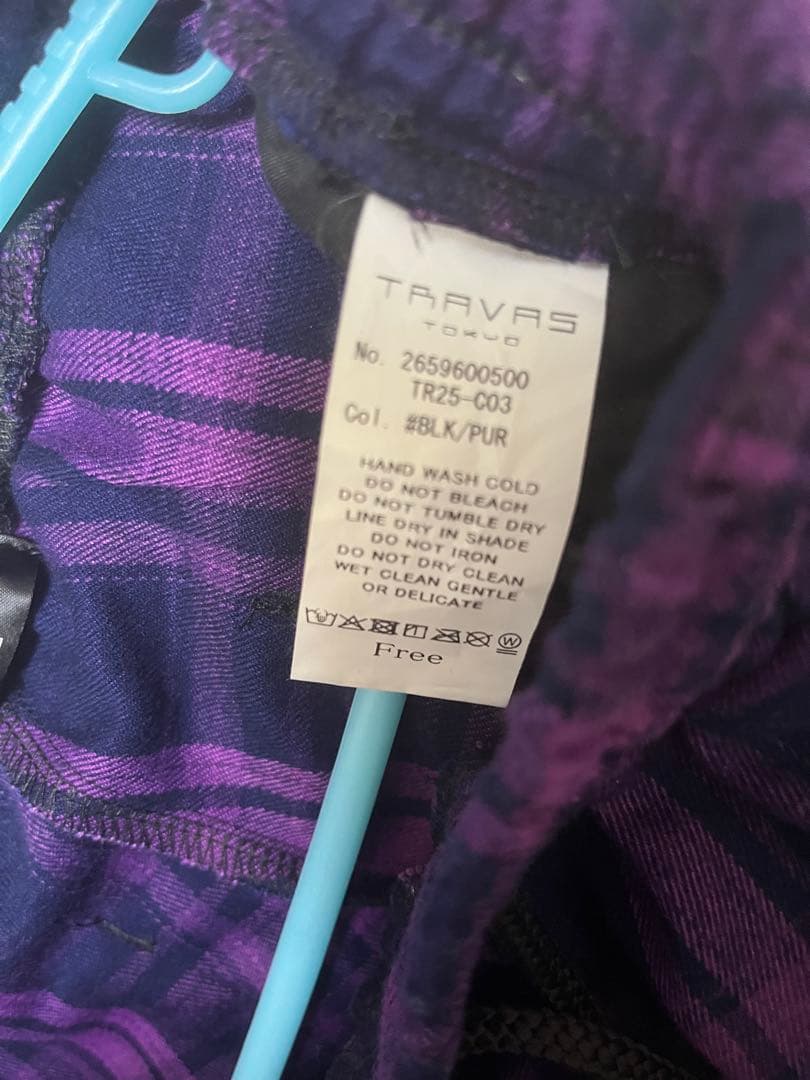 TRAVAS
TOKYO
No. 2659600500
TR25-C03
Col. #BLK/PUR
HAND WASH COLD
DO NOT BLEACH
DO NOT TUMBLE DRY
LINE DRY IN SHADE
DO NOT IRON
DO NOT DRY CLEAN
WET CLEAN GENTLE
OR DELICATE
W
Free